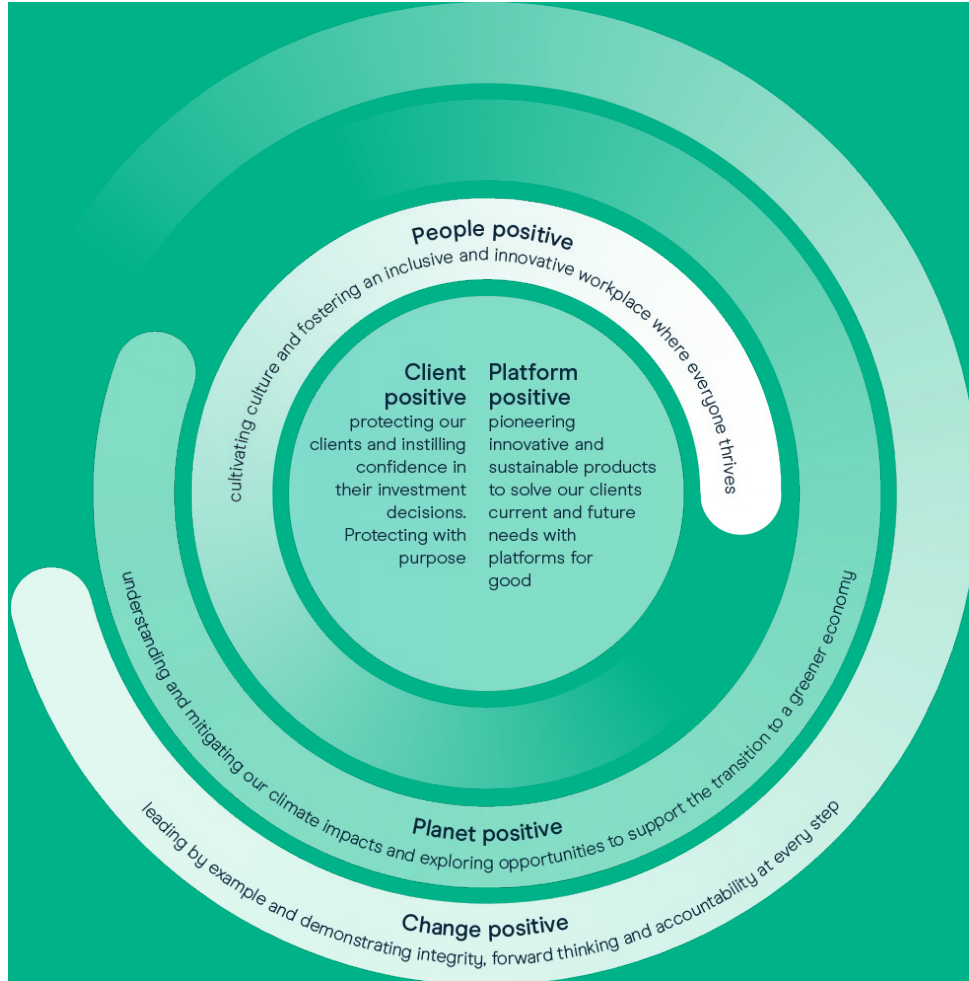 People positive
cultivating culture and fostering an inclusive and innovative workplace where everyone thrives
Client
positive
protecting our
clients and instilling
confidence in
their investment
decisions.
Protecting with
purpose
Platform
positive
pioneering
innovative and
sustainable products
to solve our clients
current and future
needs with
platforms for
good
Planet positive
understanding and mitigating our climate impacts and exploring opportunities to support the transition to a greener economy
Change positive
leading by example and demonstrating integrity, forward thinking and accountability at every step